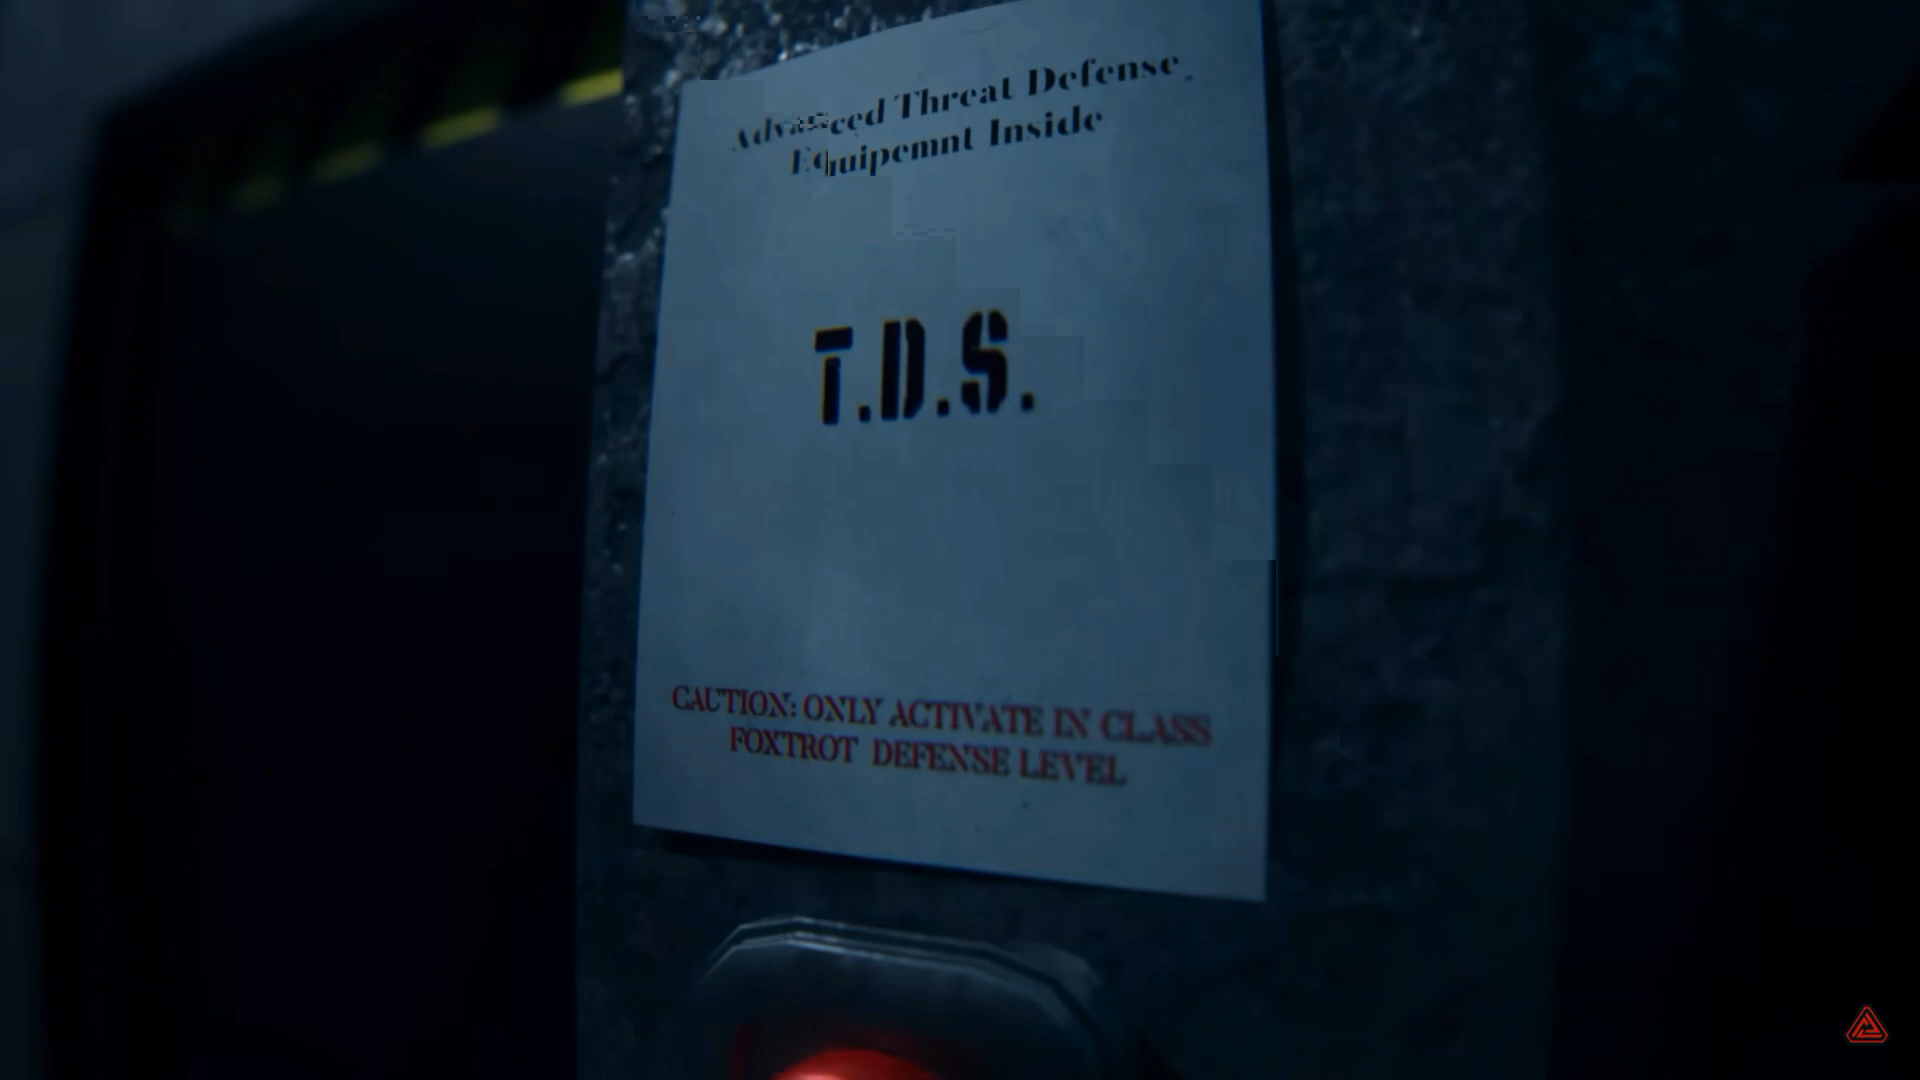 Advanced Threat Defense
Equipemnt Inside
T.D.S.
CAUTION: ONLY ACTIVATE IN CLASS
FOXTROT DEFENSE LEVEL